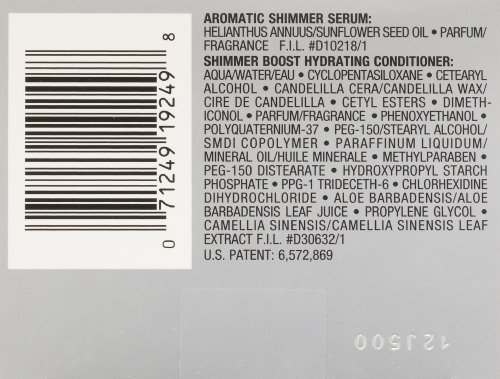 AROMATIC SHIMMER SERUM:
HELIANTHUS ANNUUS/SUNFLOWER SEED OIL • PARFUM/
FRAGRANCE F.I.L. #D10218/1
SHIMMER BOOST HYDRATING CONDITIONER:
AQUA/WATER/EAU • CYCLOPENTASILOXANE • CETEARYL
ALCOHOL • CANDELILLA CERA/CANDELILLA WAX/
CIRE DE CANDELILLA • CETYL ESTERS • DIMETH-
ICONOL • PARFUM/FRAGRANCE • PHENOXYETHANOL •
POLYQUATERNIUM-37 • PEG-150/STEARYL ALCOHOL/
SMDI COPOLYMER • PARAFFINUM LIQUIDUM/
MINERAL OIL/HUILE MINERALE • METHYLPARABEN •
PEG-150 DISTEARATE • HYDROXYPROPYL STARCH
PHOSPHATE • PPG-1 TRIDECETH-6 • CHLORHEXIDINE
DIHYDROCHLORIDE • ALOE BARBADENSIS/ALOE
BARBADENSIS LEAF JUICE • PROPYLENE GLYCOL •
CAMELLIA SINENSIS/CAMELLIA SINENSIS LEAF
EXTRACT F.I.L. #D30632/1
U.S. PATENT: 6,572,869
0 71249 19249 8
12J500